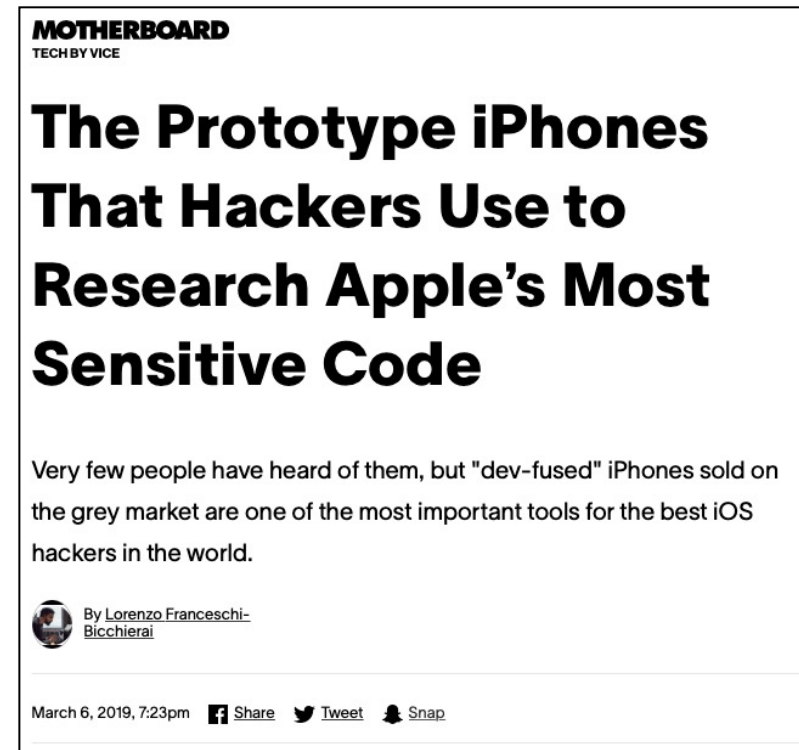 MOTHERBOARD
TECH BY VICE
The Prototype iPhones
That Hackers Use to
Research Apple’s Most
Sensitive Code
Very few people have heard of them, but "dev-fused" iPhones sold on
the grey market are one of the most important tools for the best iOS
hackers in the world.
By Lorenzo Franceschi-
Bicchierai
March 6, 2019, 7:23pm Share Tweet Snap